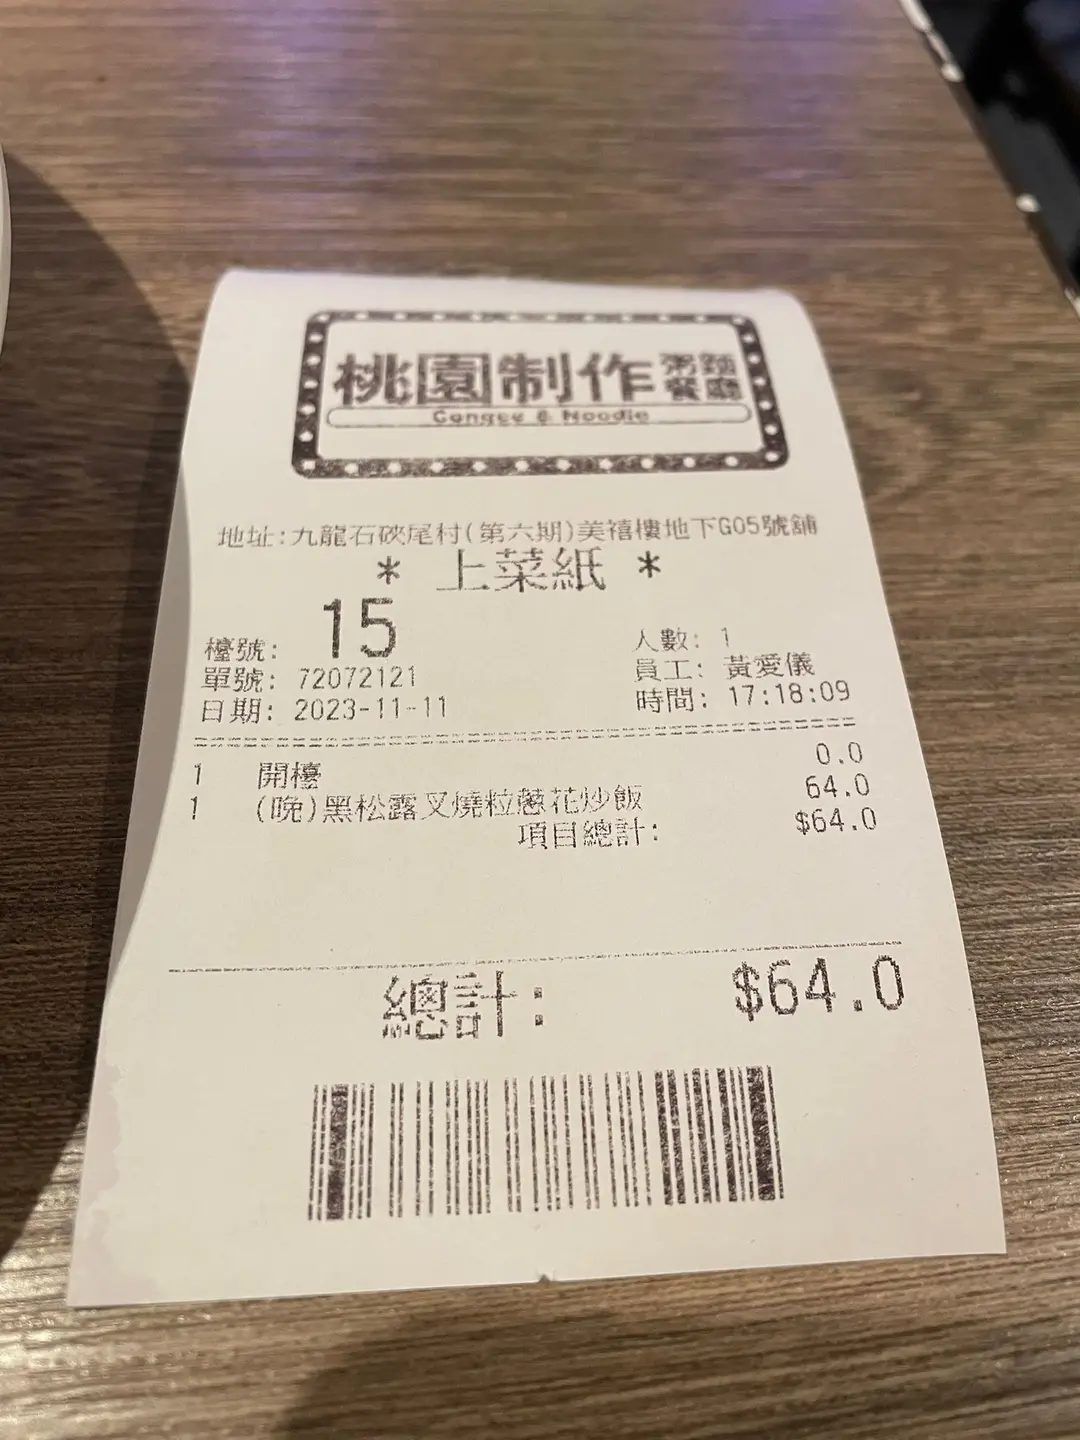 桃園制作 粥麵餐廳
Congee & Noodle
地址:九龍石硤尾村(第六期)美禧樓地下G05號舖
* 上菜紙 *
檯號: 15 人數: 1
單號: 72072121 員工: 黃愛儀
日期: 2023-11-11 時間: 17:18:09
1 開檯 0.0
1 (晚)黑松露叉燒粒蔥花炒飯 64.0
項目總計: $64.0
總計: $64.0